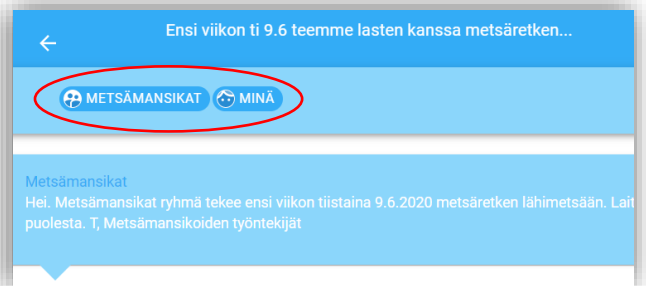 Ensi viikon ti 9.6 teemme lasten kanssa metsäretken...
METSÄMANSIKAT MINÄ
Metsämansikat
Hei. Metsämansikat ryhmä tekee ensi viikon tiistaina 9.6.2020 metsäretken lähimetsään. Lait
puolesta. T, Metsämansikoiden työntekijät